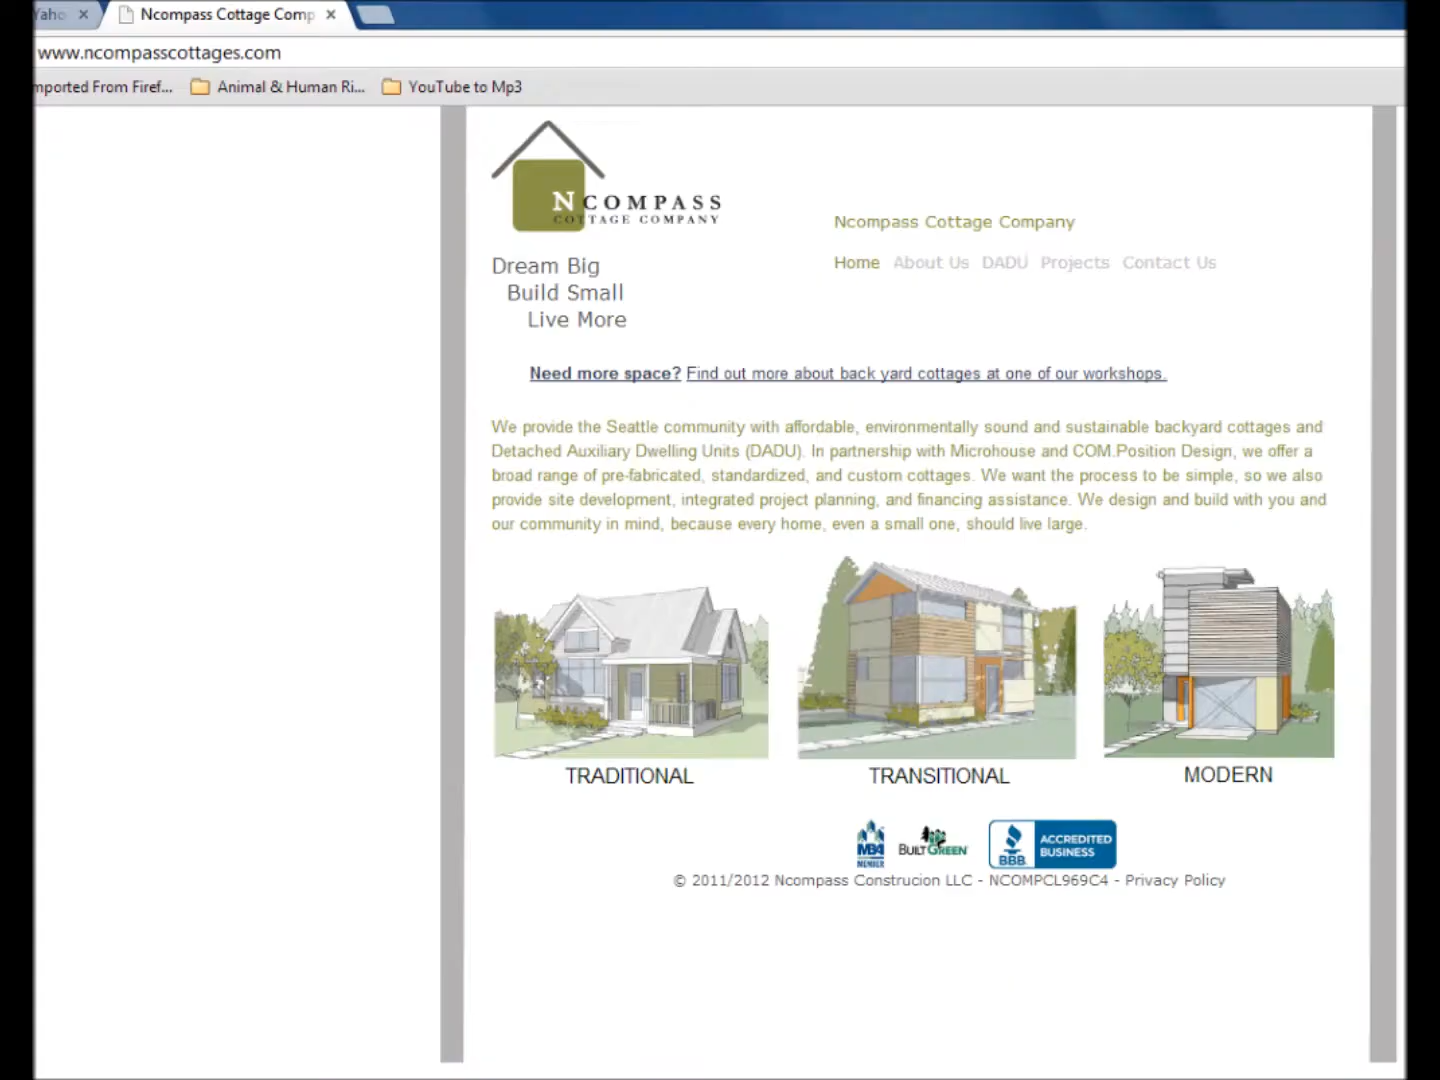 Yaho
Ncompass Cottage Comp
www.ncompasscottages.com
mported From Firef... Animal & Human Ri... YouTube to Mp3
NCOMPASS
COTTAGE COMPANY
Ncompass Cottage Company
Home About Us DADU Projects Contact Us
Dream Big
Build Small
Live More
Need more space? Find out more about back yard cottages at one of our workshops.
We provide the Seattle community with affordable, environmentally sound and sustainable backyard cottages and
Detached Auxiliary Dwelling Units (DADU). In partnership with Microhouse and COM.Position Design, we offer a
broad range of pre-fabricated, standardized, and custom cottages. We want the process to be simple, so we also
provide site development, integrated project planning, and financing assistance. We design and build with you and
our community in mind, because every home, even a small one, should live large.
TRADITIONAL TRANSITIONAL MODERN
MBA
MEMBER
BUILT GREEN
BBB
ACCREDITED
BUSINESS
© 2011/2012 Ncompass Construcion LLC - NCOMPCL969C4 - Privacy Policy